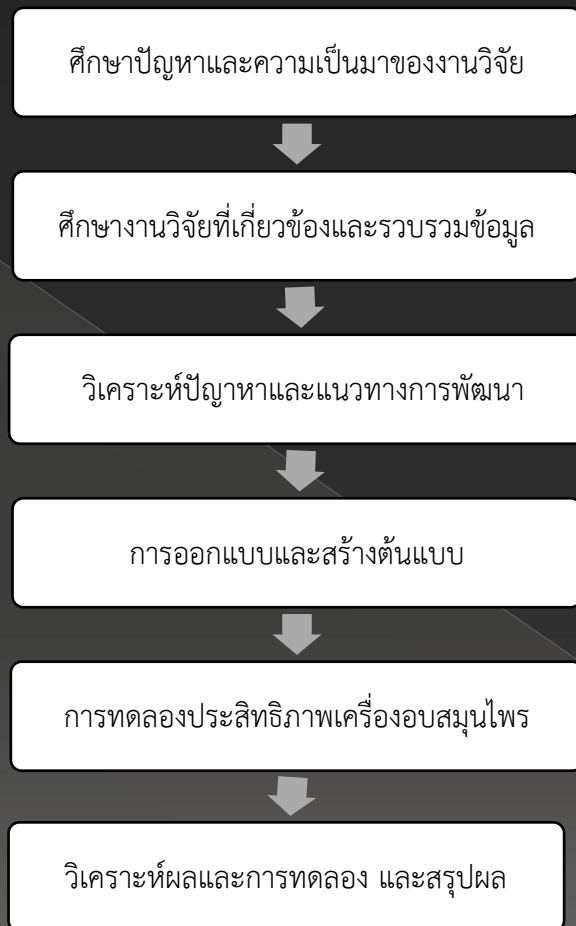 ศึกษาปัญหาและความเป็นมาของงานวิจัย
ศึกษางานวิจัยที่เกี่ยวข้องและรวบรวมข้อมูล
วิเคราะห์ปัญาหาและแนวทางการพัฒนา
การออกแบบและสร้างต้นแบบ
การทดลองประสิทธิภาพเครื่องอบสมุนไพร
วิเคราะห์ผลและการทดลอง และสรุปผล